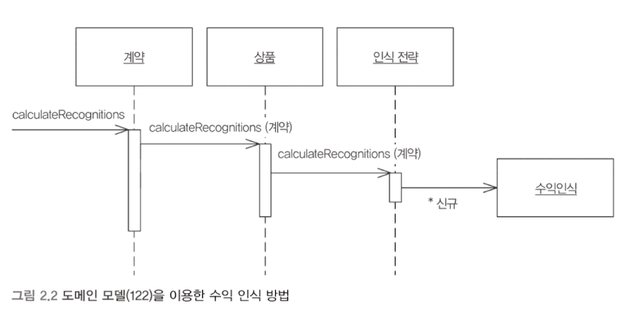 계약
상품
인식 전략
calculateRecognitions
calculateRecognitions (계약)
calculateRecognitions (계약)
* 신규
수익인식
그림 2.2 도메인 모델(122)을 이용한 수익 인식 방법